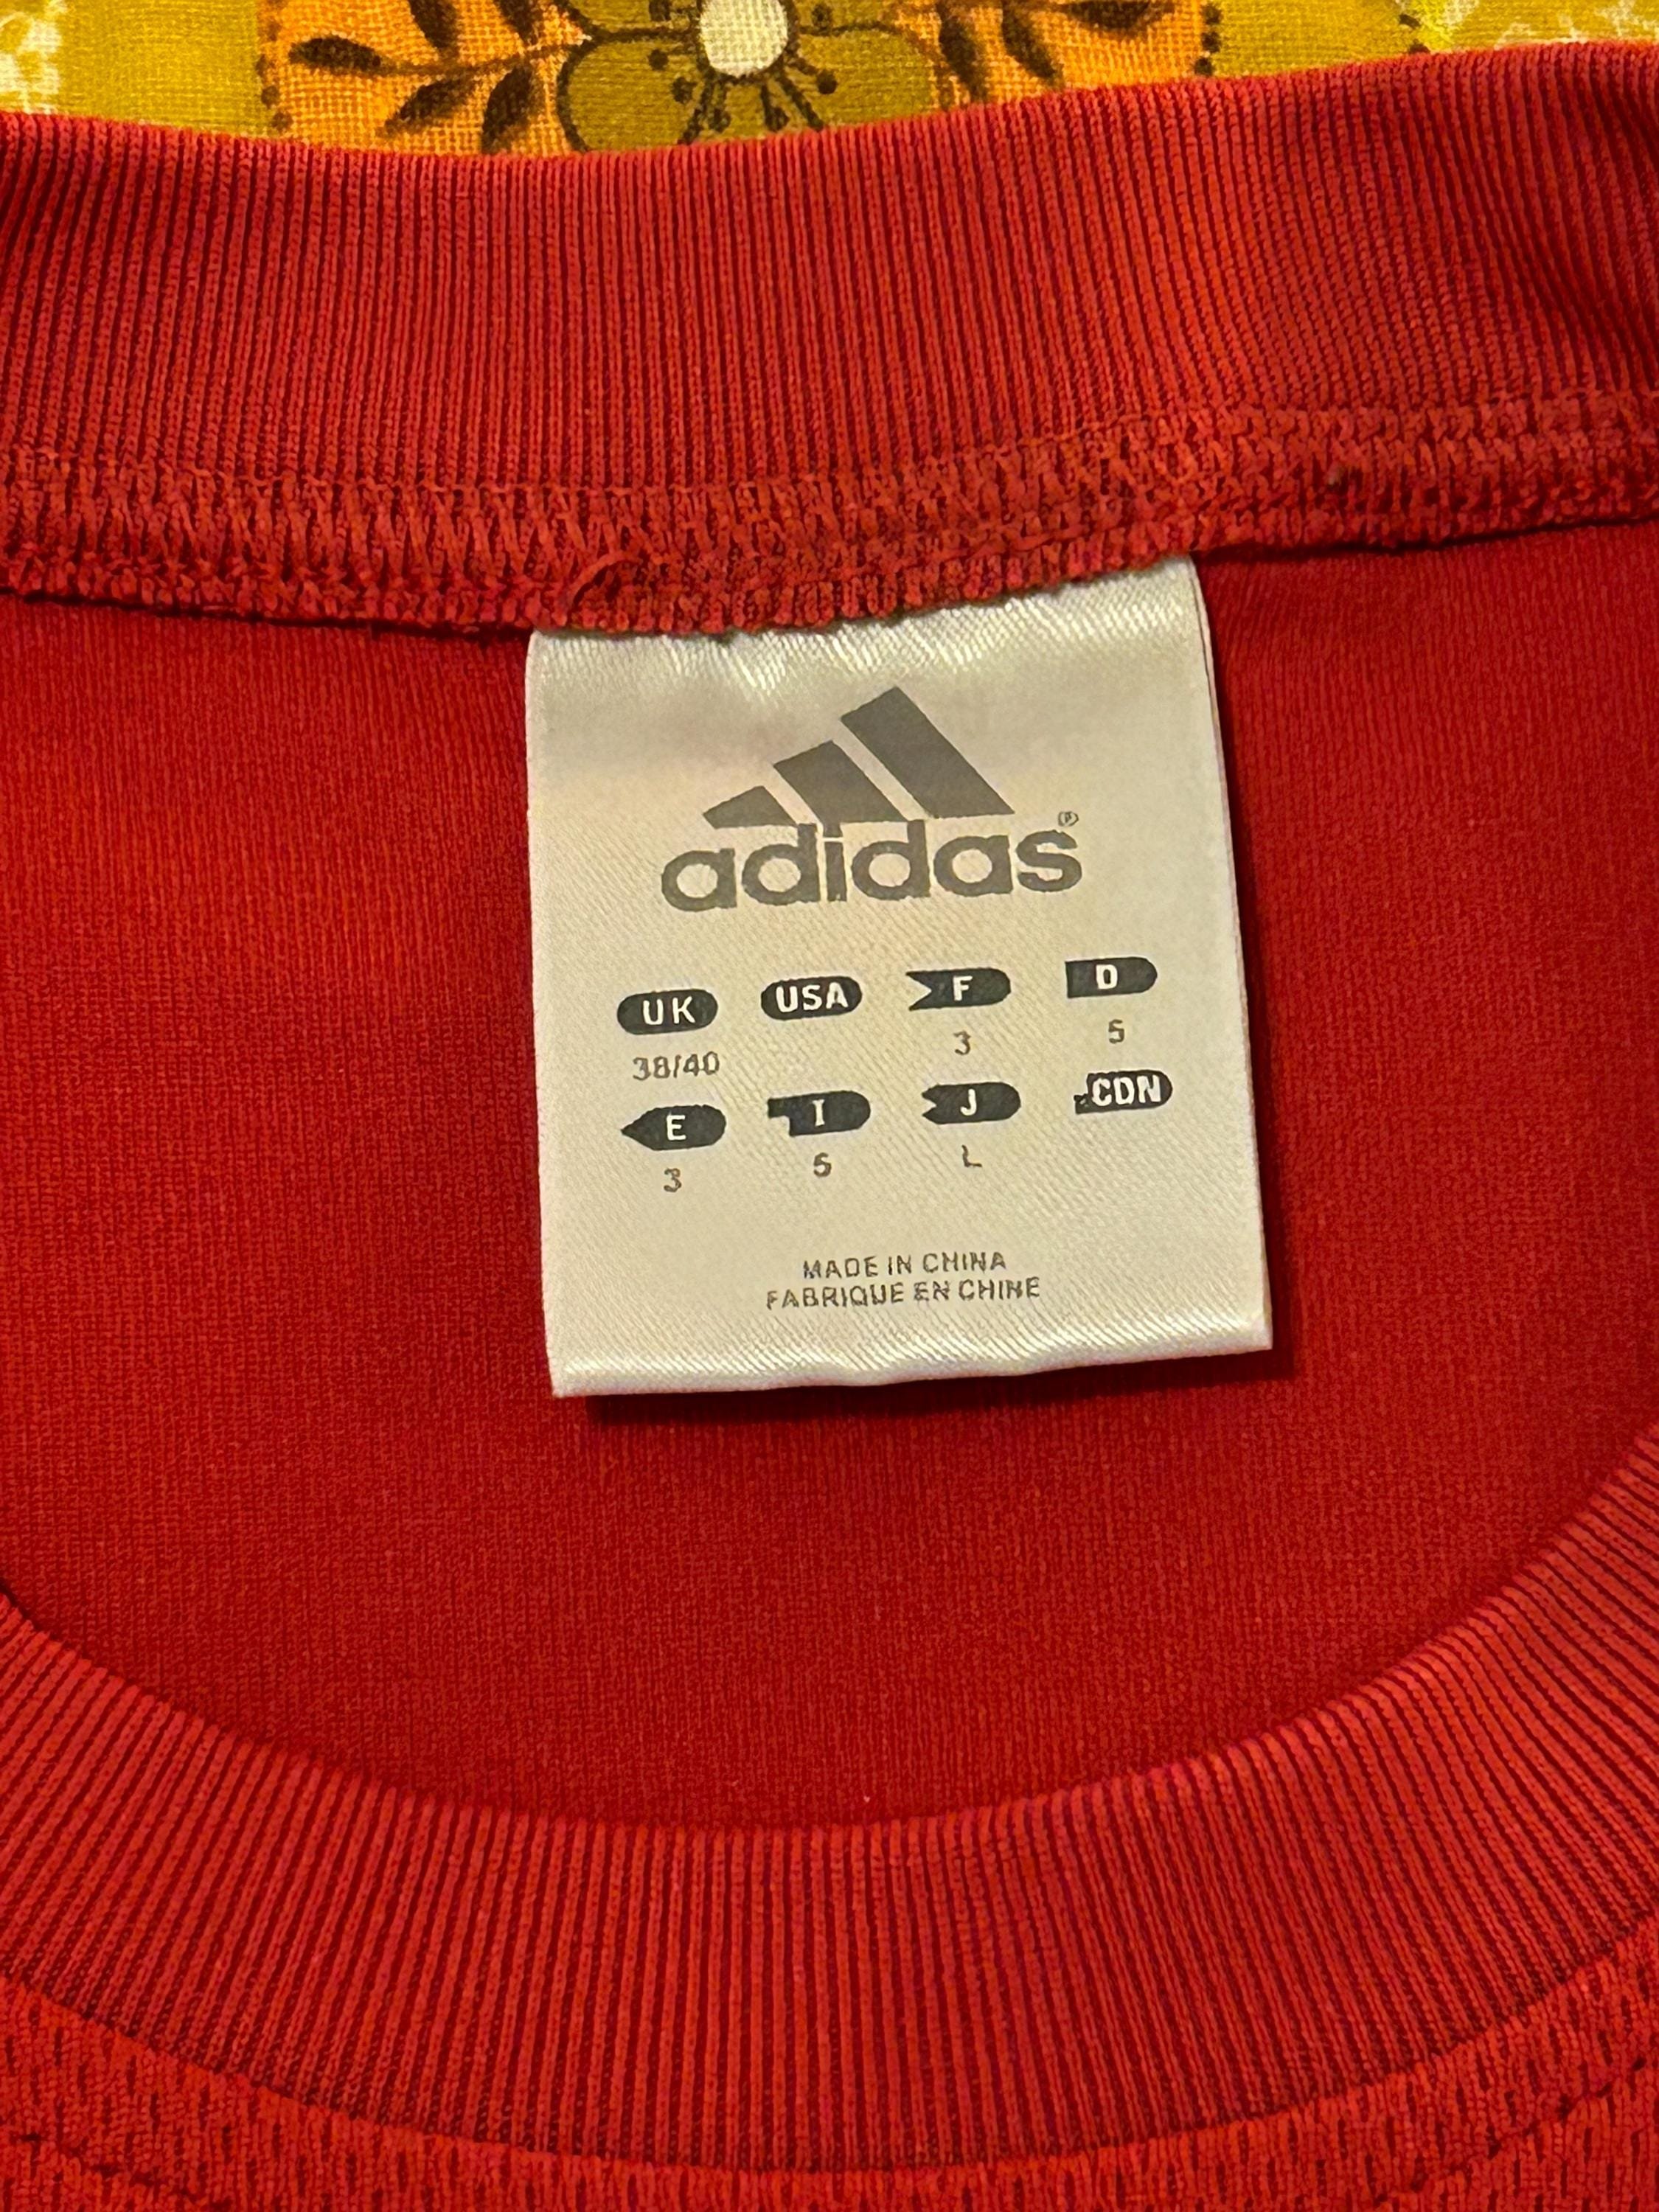 adidas®
UK USA F D
38/40 3 5
E I J CDN
3 5 L
MADE IN CHINA
FABRIQUE EN CHINE